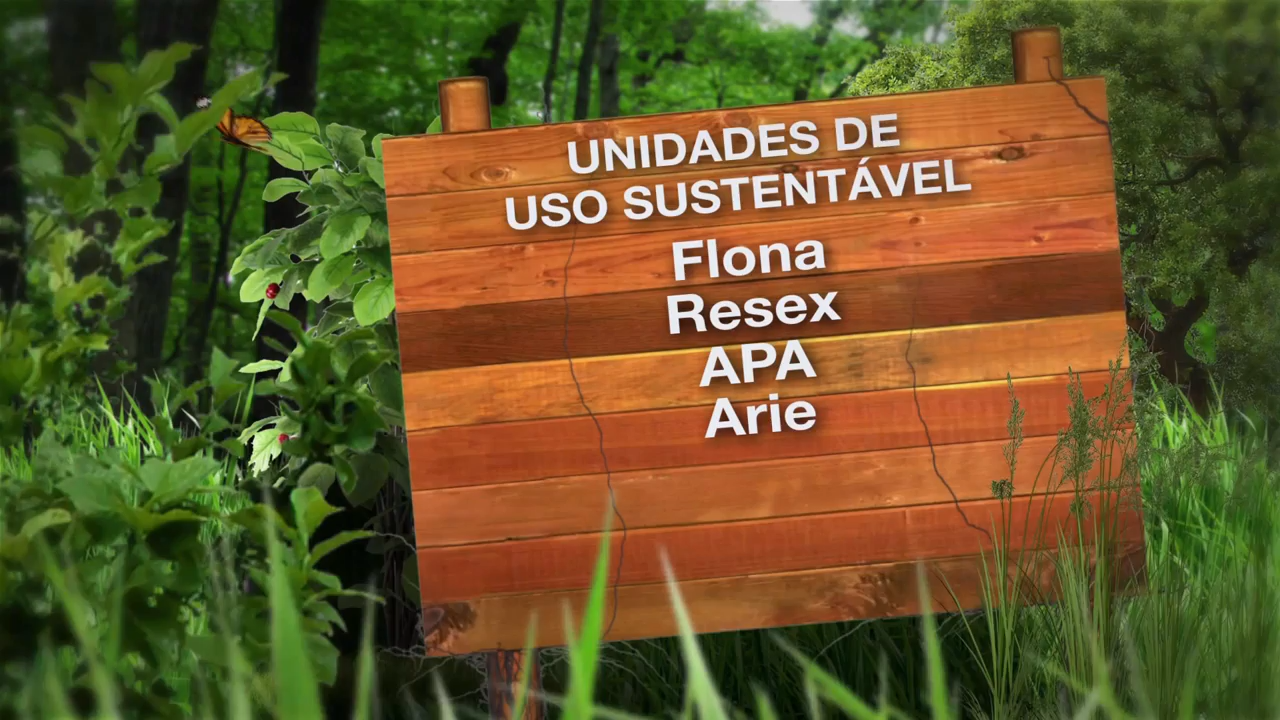 UNIDADES DE
USO SUSTENTÁVEL
Flona
Resex
APA
Arie